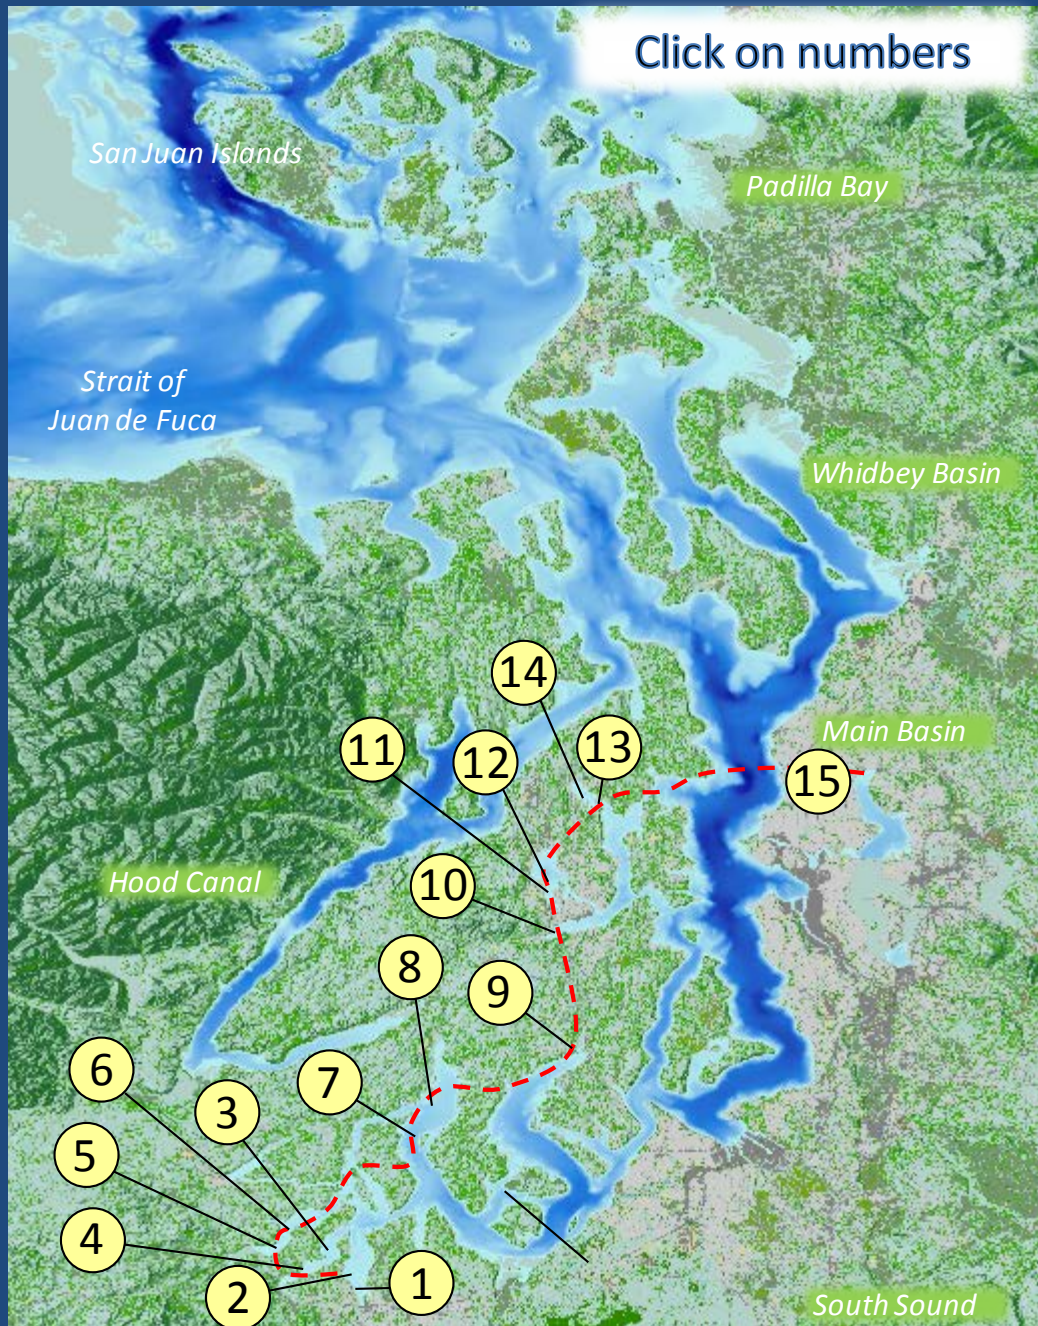 Click on numbers
San Juan Islands
Padilla Bay
Strait of
Juan de Fuca
Whidbey Basin
14
Main Basin
13
11
12
15
Hood Canal
10
8
9
6
7
3
5
4
2
1
South Sound